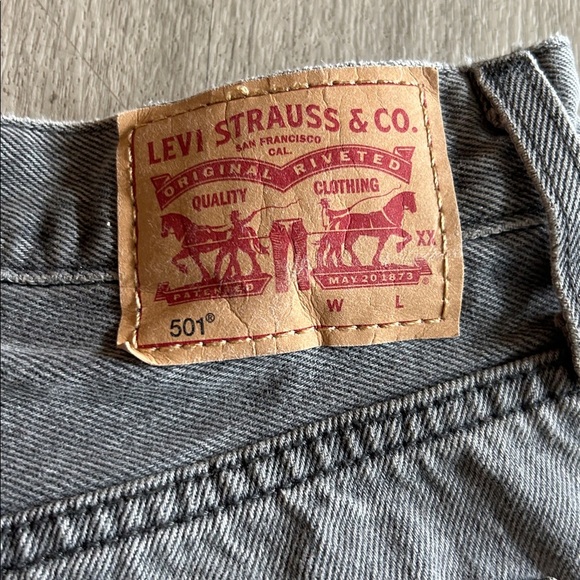 LEVI STRAUSS & CO.
SAN FRANCISCO
CAL.
ORIGINAL RIVETED
QUALITY CLOTHING
XX
PATENTED MAY 20 1873 ®
501® W L